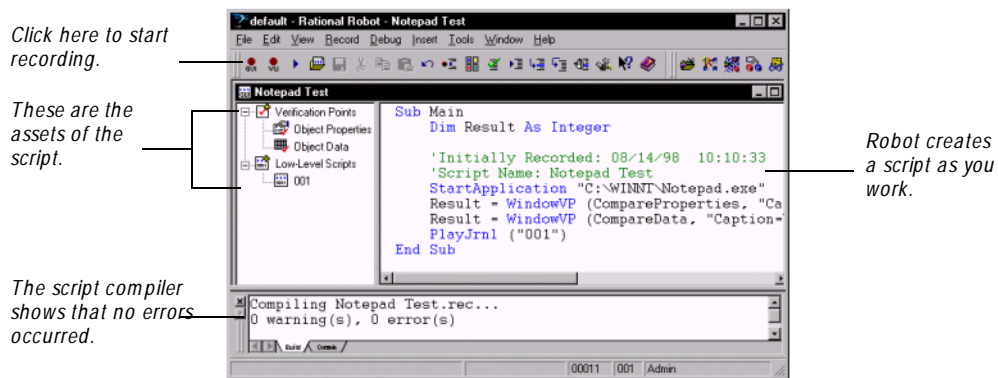 default - Rational Robot - Notepad Test
File Edit View Record Debug Insert Tools Window Help
Click here to start
recording.
GUI VU
Notepad Test
These are the
assets of the
script.
Verification Points
Object Properties
Object Data
Low-Level Scripts
001
Sub Main
Dim Result As Integer
'Initially Recorded: 08/14/98 10:10:33
'Script Name: Notepad Test
StartApplication "C:\WINNT\Notepad.exe"
Result = WindowVP (CompareProperties, "Ca
Result = WindowVP (CompareData, "Caption=
PlayJrnl ("001")
End Sub
Robot creates
a script as you
work.
The script compiler
shows that no errors
occurred.
Compiling Notepad Test.rec...
0 warning(s), 0 error(s)
Build Console
00011 001 Admin